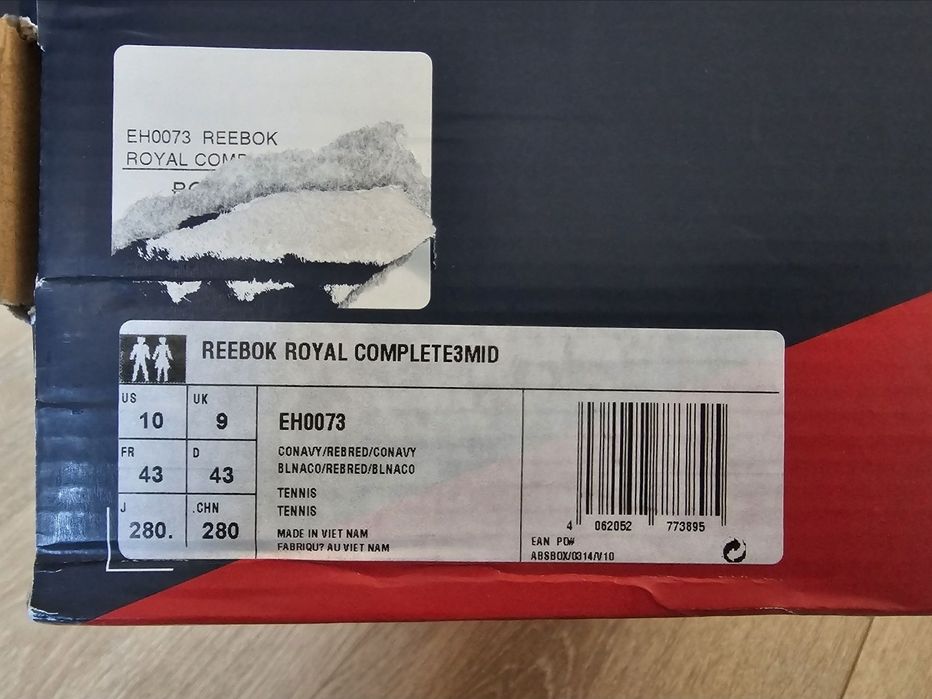 EH0073 REEBOK
ROYAL
REEBOK ROYAL COMPLETE3MID
US UK
10 9
FR D
43 43
J .CHN
280. 280
EH0073
CONAVY/REBRED/CONAVY
BLNACO/REBRED/BLNACO
TENNIS
TENNIS
MADE IN VIET NAM
FABRIQU? AU VIET NAM
4 062052 773895
EAN PO#
ABSBOX/0314/V10